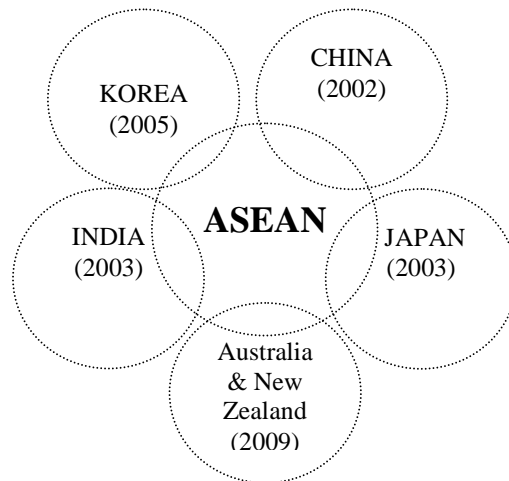 CHINA
(2002)
KOREA
(2005)
ASEAN
INDIA
(2003)
JAPAN
(2003)
Australia
& New
Zealand
(2009)